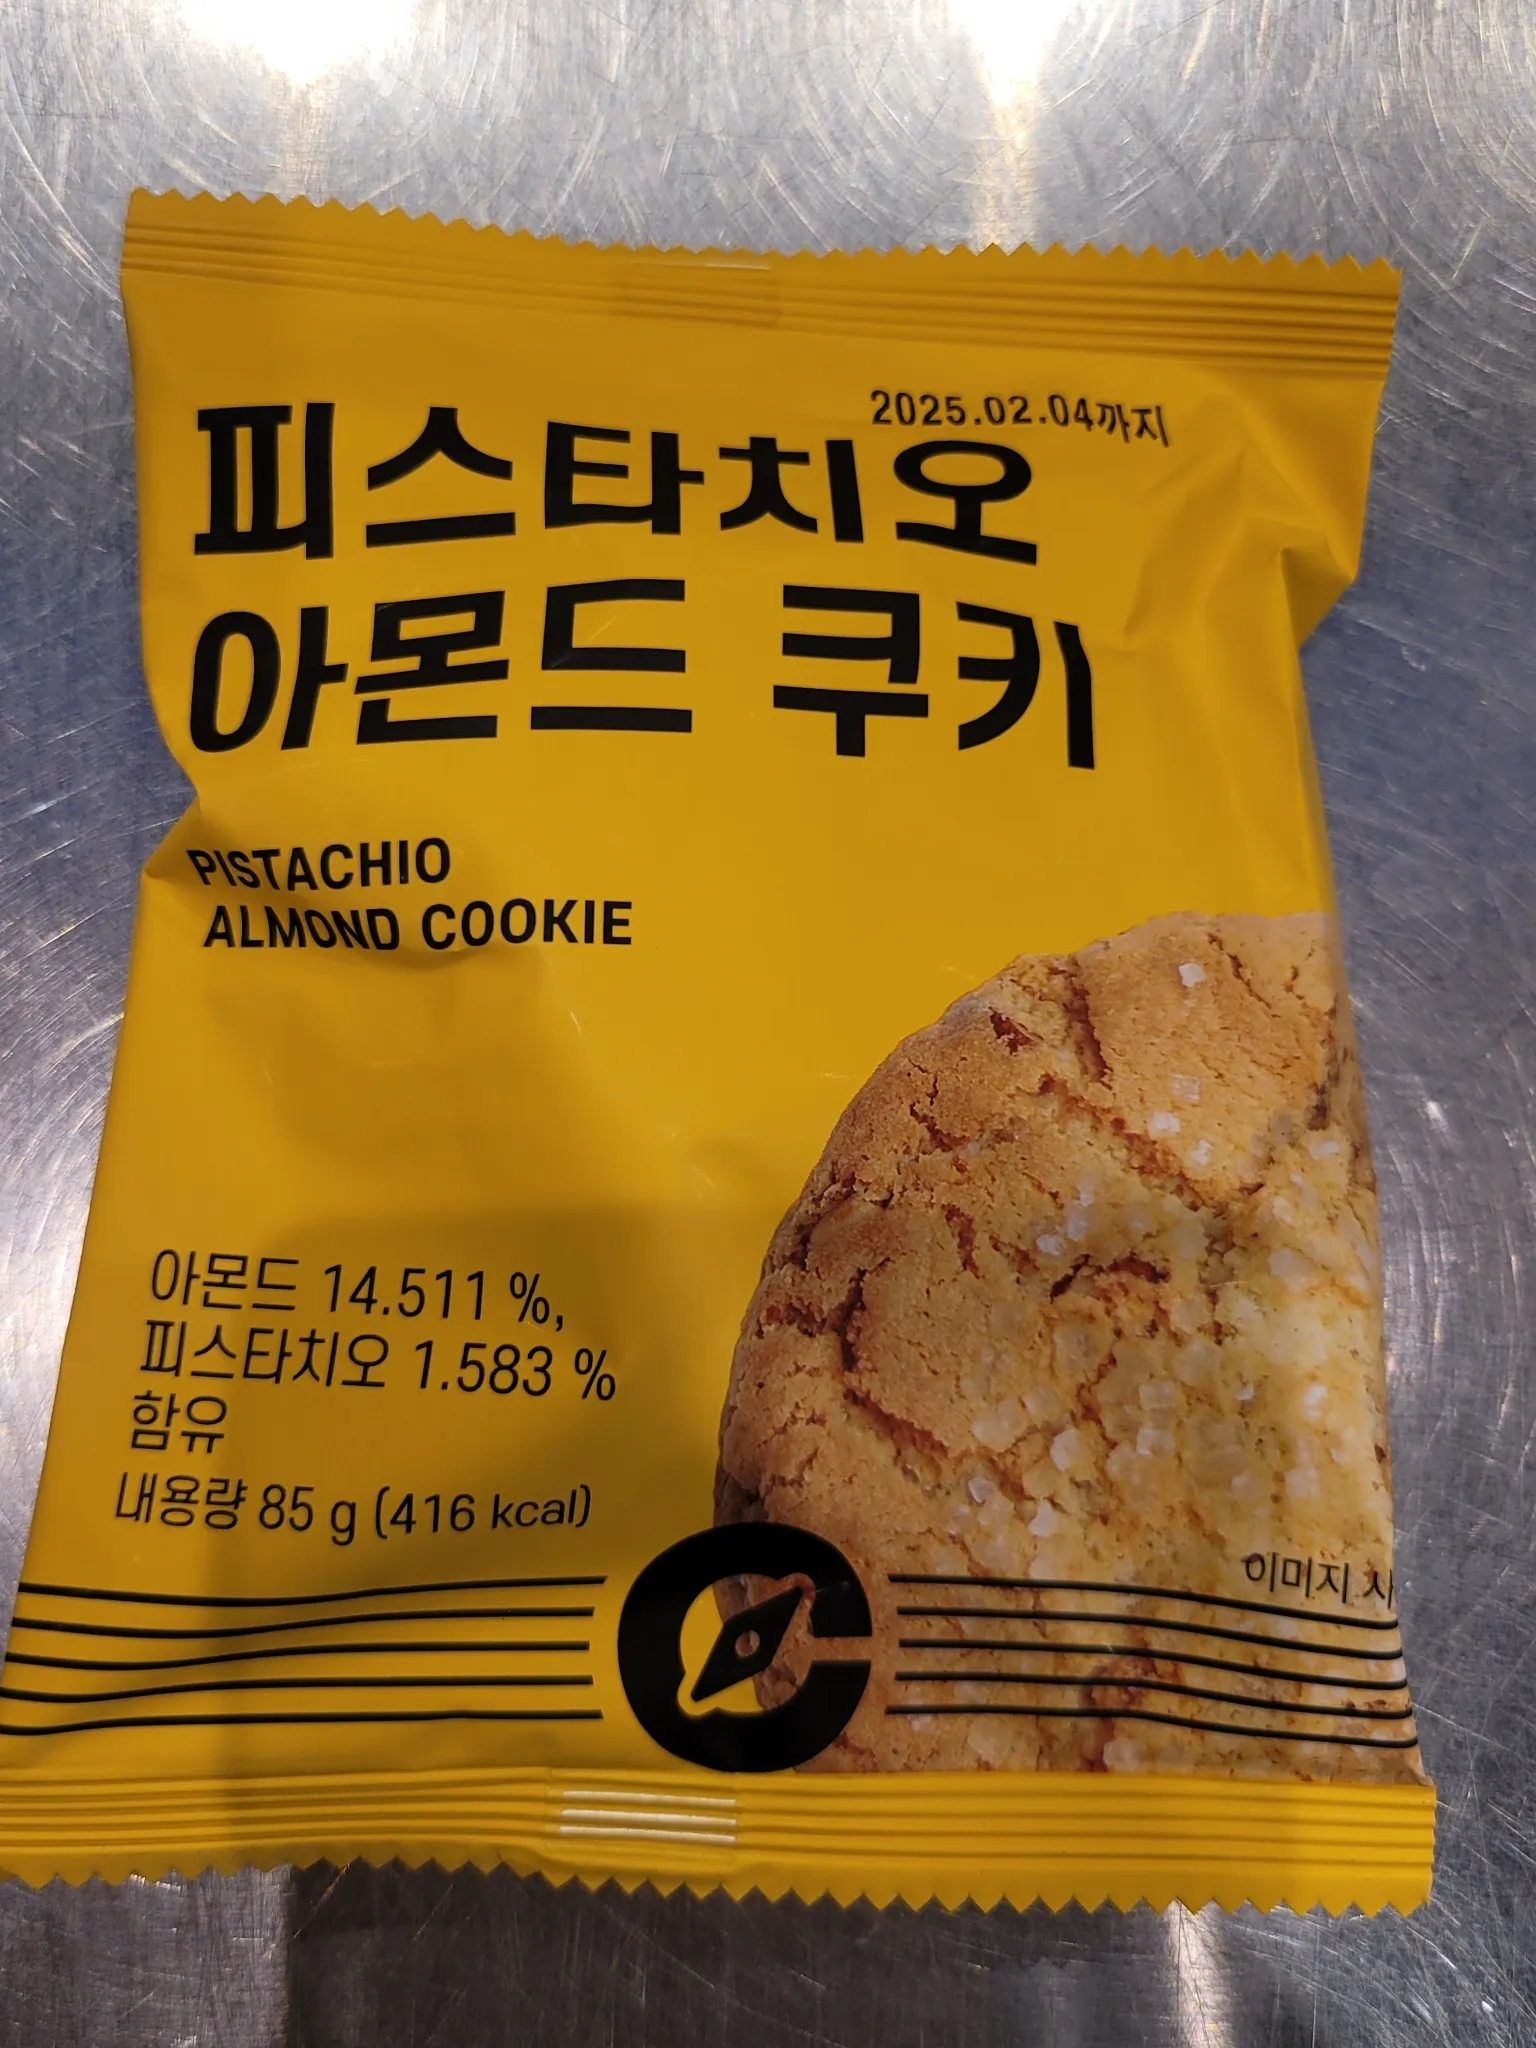 2025.02.04까지
피스타치오
아몬드 쿠키
PISTACHIO
ALMOND COOKIE
아몬드 14.511 %,
피스타치오 1.583 %
함유
내용량 85 g (416 kcal)
이미지